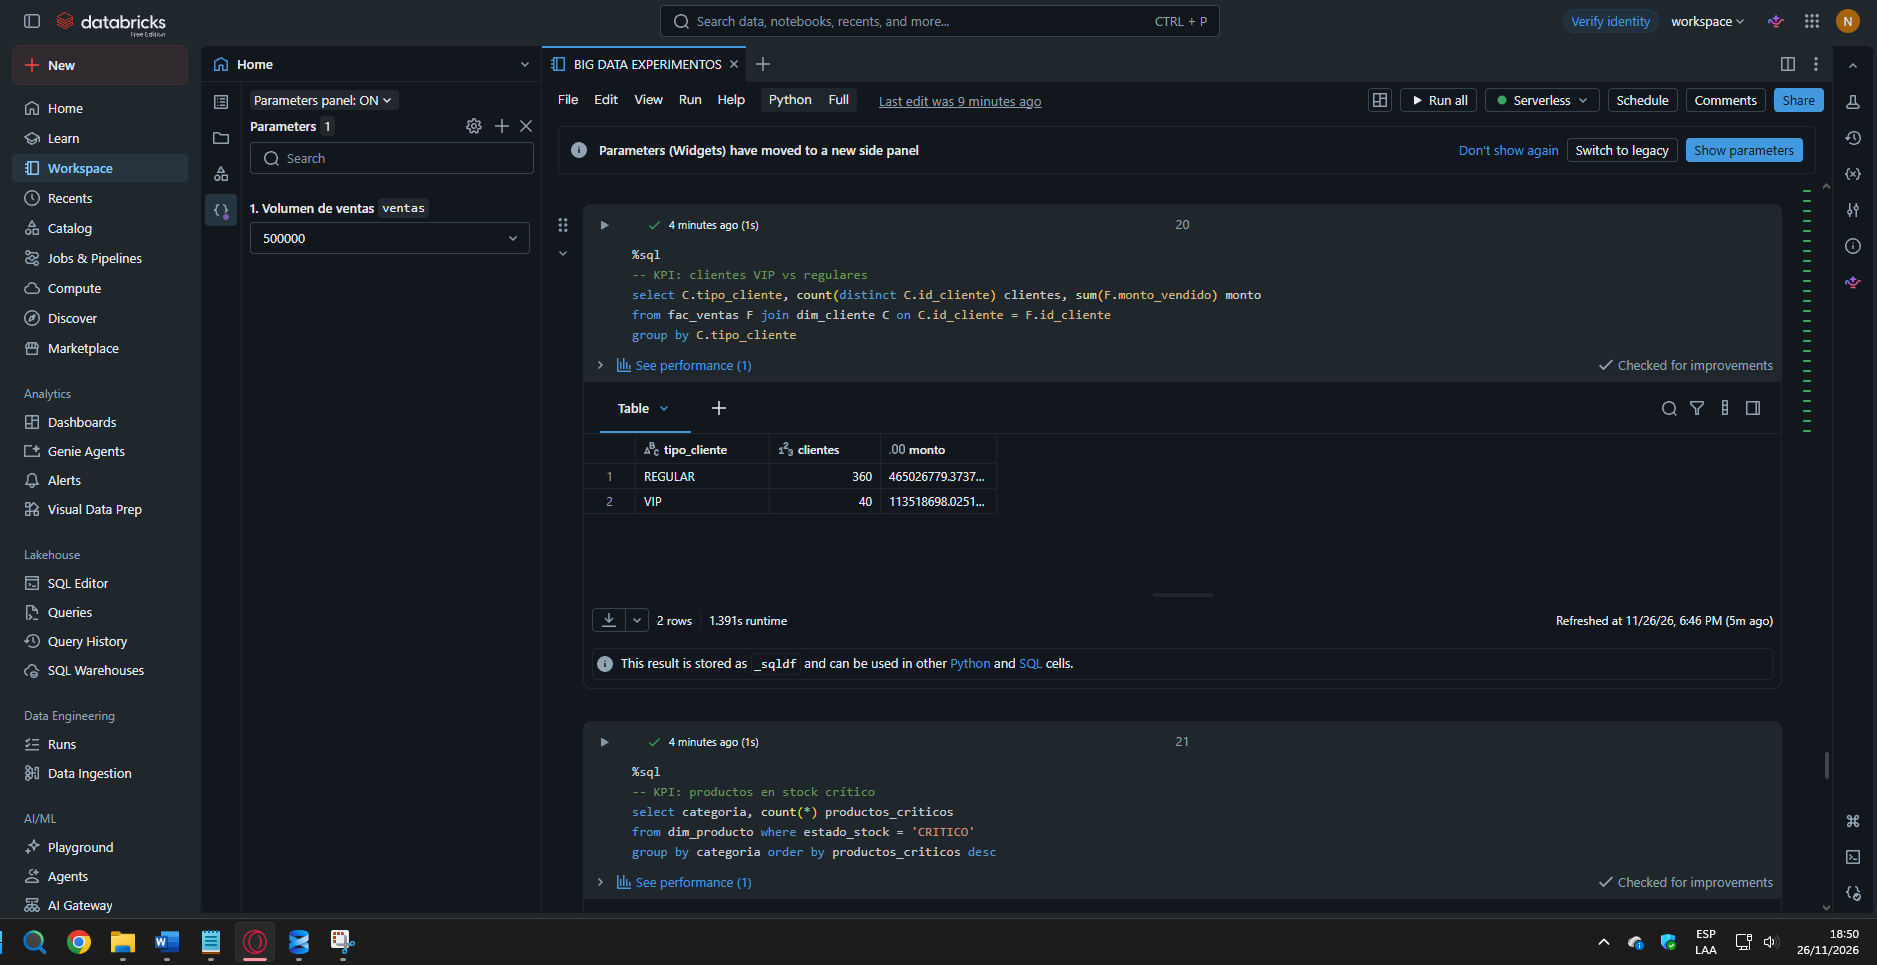 databricks
Free Edition
Search data, notebooks, recents, and more...
CTRL + P
Verify identity
workspace
N
New
Home
Learn
Workspace
Recents
Catalog
Jobs & Pipelines
Compute
Discover
Marketplace
Analytics
Dashboards
Genie Agents
Alerts
Visual Data Prep
Lakehouse
SQL Editor
Queries
Query History
SQL Warehouses
Data Engineering
Runs
Data Ingestion
AI/ML
Playground
Agents
AI Gateway
Home
Parameters panel: ON
Parameters 1
Search
1. Volumen de ventas ventas
500000
BIG DATA EXPERIMENTOS
File Edit View Run Help Python Full Last edit was 9 minutes ago
Run all
Serverless
Schedule
Comments
Share
Parameters (Widgets) have moved to a new side panel
Don't show again
Switch to legacy
Show parameters
4 minutes ago (1s)
20
%sql
-- KPI: clientes VIP vs regulares
select C.tipo_cliente, count(distinct C.id_cliente) clientes, sum(F.monto_vendido) monto
from fac_ventas F join dim_cliente C on C.id_cliente = F.id_cliente
group by C.tipo_cliente
See performance (1)
Checked for improvements
Table
tipo_cliente clientes .00 monto
1 REGULAR 360 465026779.3737...
2 VIP 40 113518698.0251...
2 rows 1.391s runtime
Refreshed at 11/26/26, 6:46 PM (5m ago)
This result is stored as _sqldf and can be used in other Python and SQL cells.
4 minutes ago (1s)
21
%sql
-- KPI: productos en stock crítico
select categoria, count(*) productos_criticos
from dim_producto where estado_stock = 'CRITICO'
group by categoria order by productos_criticos desc
See performance (1)
Checked for improvements
ESP
LAA
18:50
26/11/2026